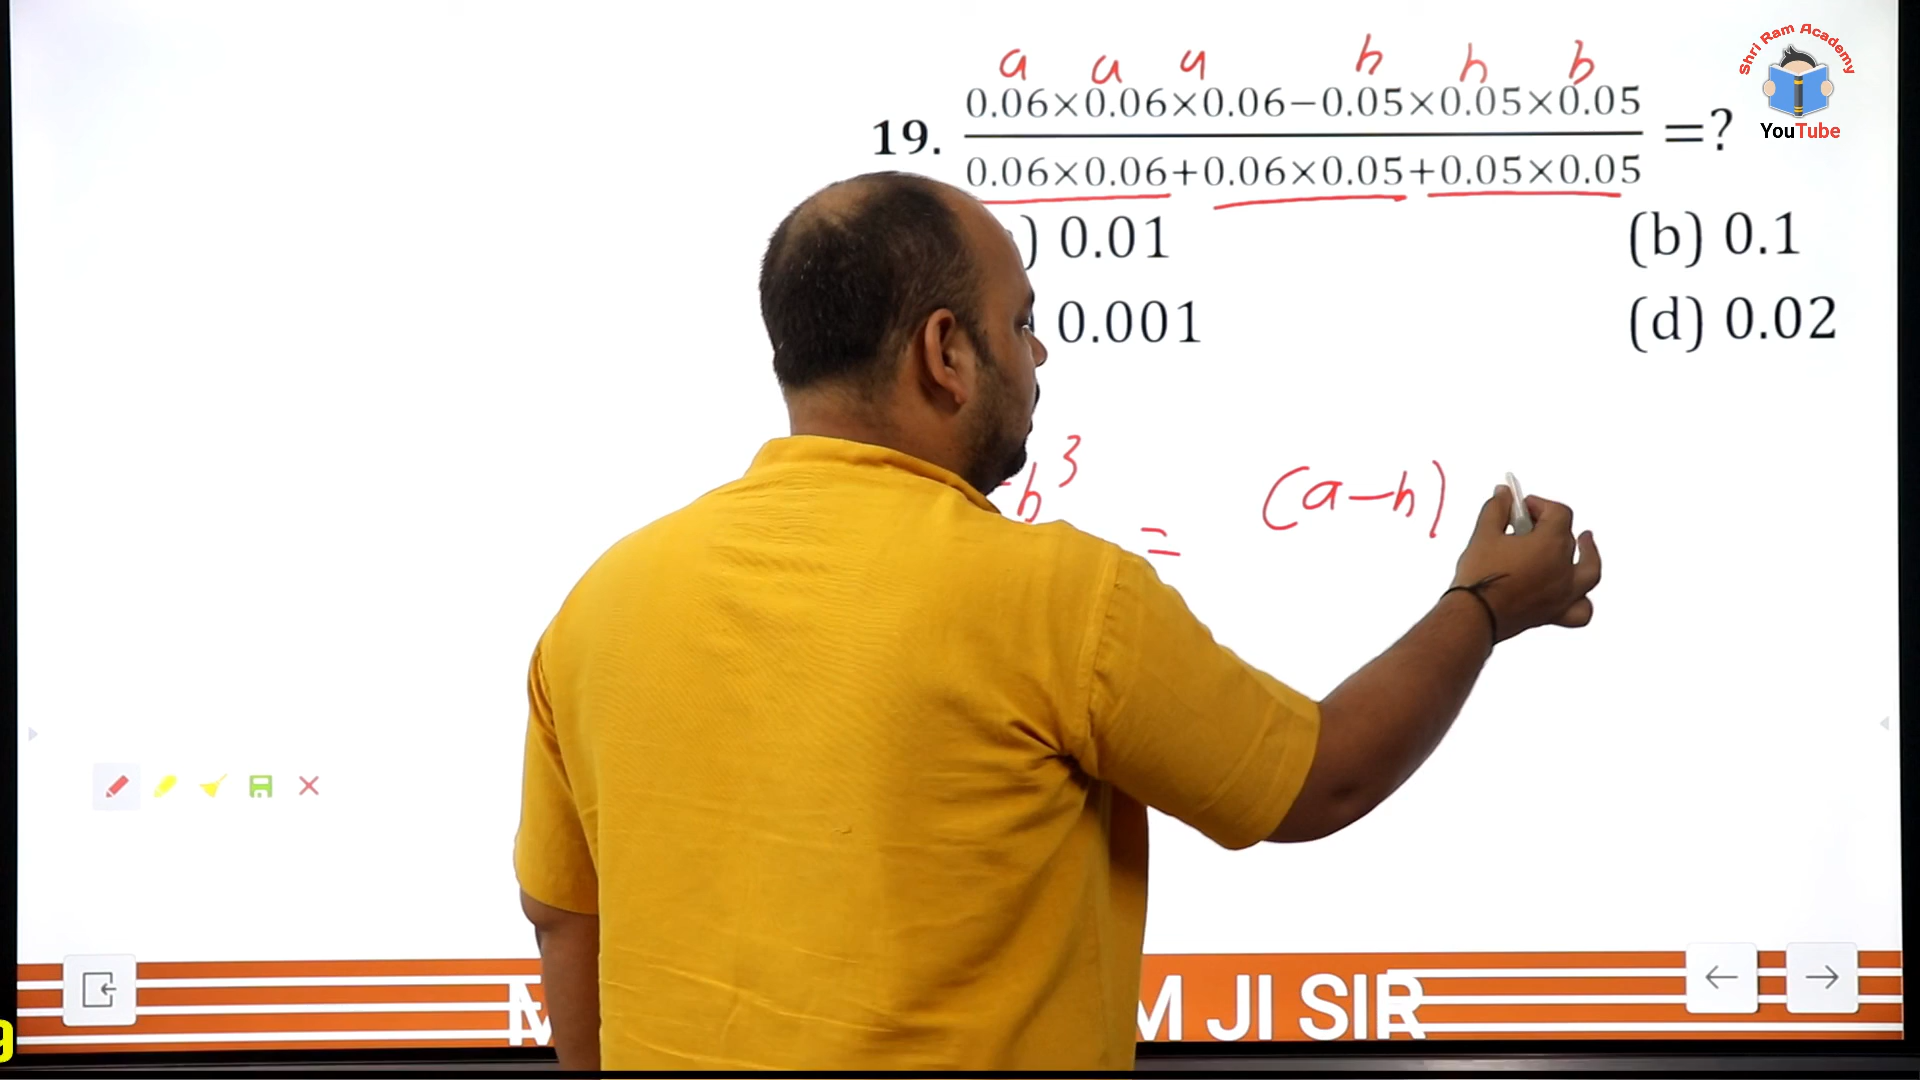 a a a b b b
0.06×0.06×0.06−0.05×0.05×0.05
19. =?
0.06×0.06+0.06×0.05+0.05×0.05
) 0.01 (b) 0.1
0.001 (d) 0.02
-b³ = (a-b)
Shri Ram Academy
YouTube
M JI SIR
9